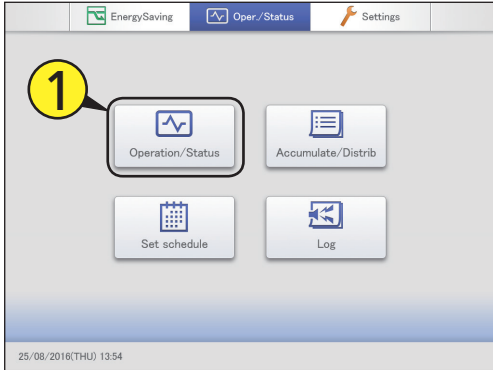 EnergySaving Oper./Status Settings
1
Operation/Status Accumulate/Distrib
Set schedule Log
25/08/2016(THU) 13:54